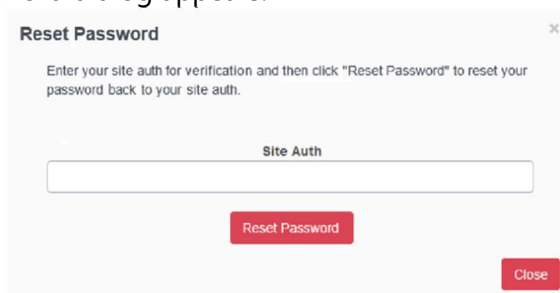 Reset Password
×
Enter your site auth for verification and then click "Reset Password" to reset your
password back to your site auth.
Site Auth
Reset Password
Close